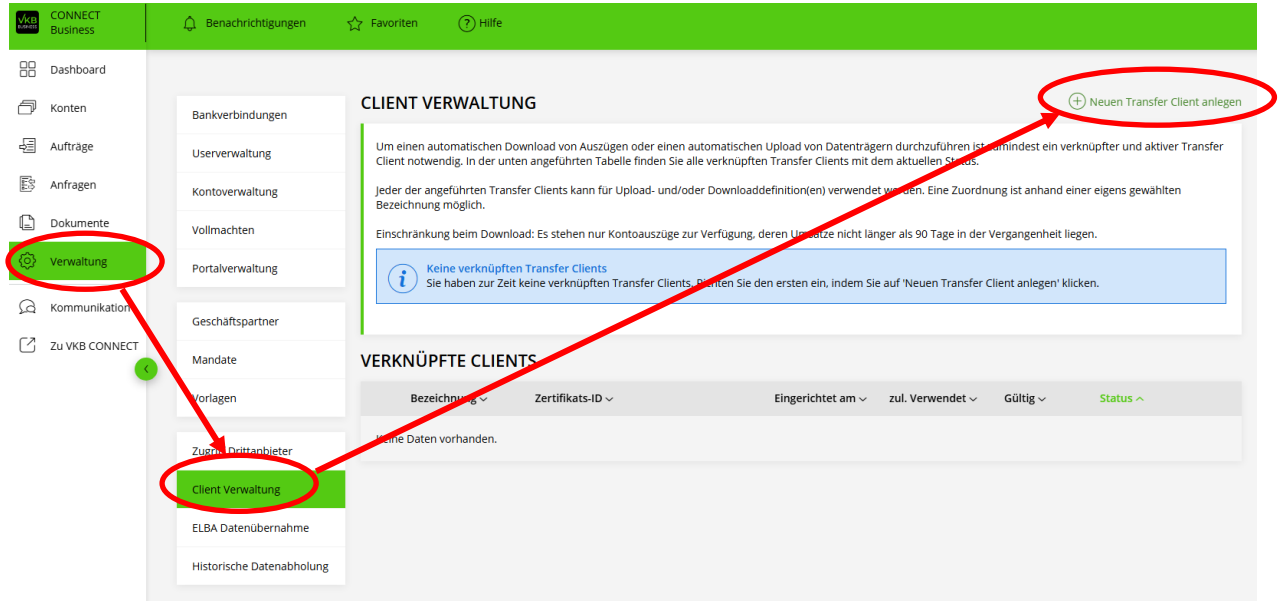 VKB
BUSINESS
CONNECT
Business
Benachrichtigungen
Favoriten
Hilfe
Dashboard
Konten
Aufträge
Anfragen
Dokumente
Verwaltung
Kommunikation
Zu VKB CONNECT
Bankverbindungen
Userverwaltung
Kontoverwaltung
Vollmachten
Portalverwaltung
Geschäftspartner
Mandate
Vorlagen
Zugriff Drittanbieter
Client Verwaltung
ELBA Datenübernahme
Historische Datenabholung
CLIENT VERWALTUNG
Neuen Transfer Client anlegen
Um einen automatischen Download von Auszügen oder einen automatischen Upload von Datenträgern durchzuführen ist zumindest ein verknüpfter und aktiver Transfer
Client notwendig. In der unten angeführten Tabelle finden Sie alle verknüpften Transfer Clients mit dem aktuellen Status.
Jeder der angeführten Transfer Clients kann für Upload- und/oder Downloaddefinition(en) verwendet werden. Eine Zuordnung ist anhand einer eigens gewählten
Bezeichnung möglich.
Einschränkung beim Download: Es stehen nur Kontoauszüge zur Verfügung, deren Umsätze nicht länger als 90 Tage in der Vergangenheit liegen.
Keine verknüpften Transfer Clients
Sie haben zur Zeit keine verknüpften Transfer Clients. Richten Sie den ersten ein, indem Sie auf 'Neuen Transfer Client anlegen' klicken.
VERKNÜPFTE CLIENTS
Bezeichnung Zertifikats-ID Eingerichtet am zul. Verwendet Gültig Status
Keine Daten vorhanden.